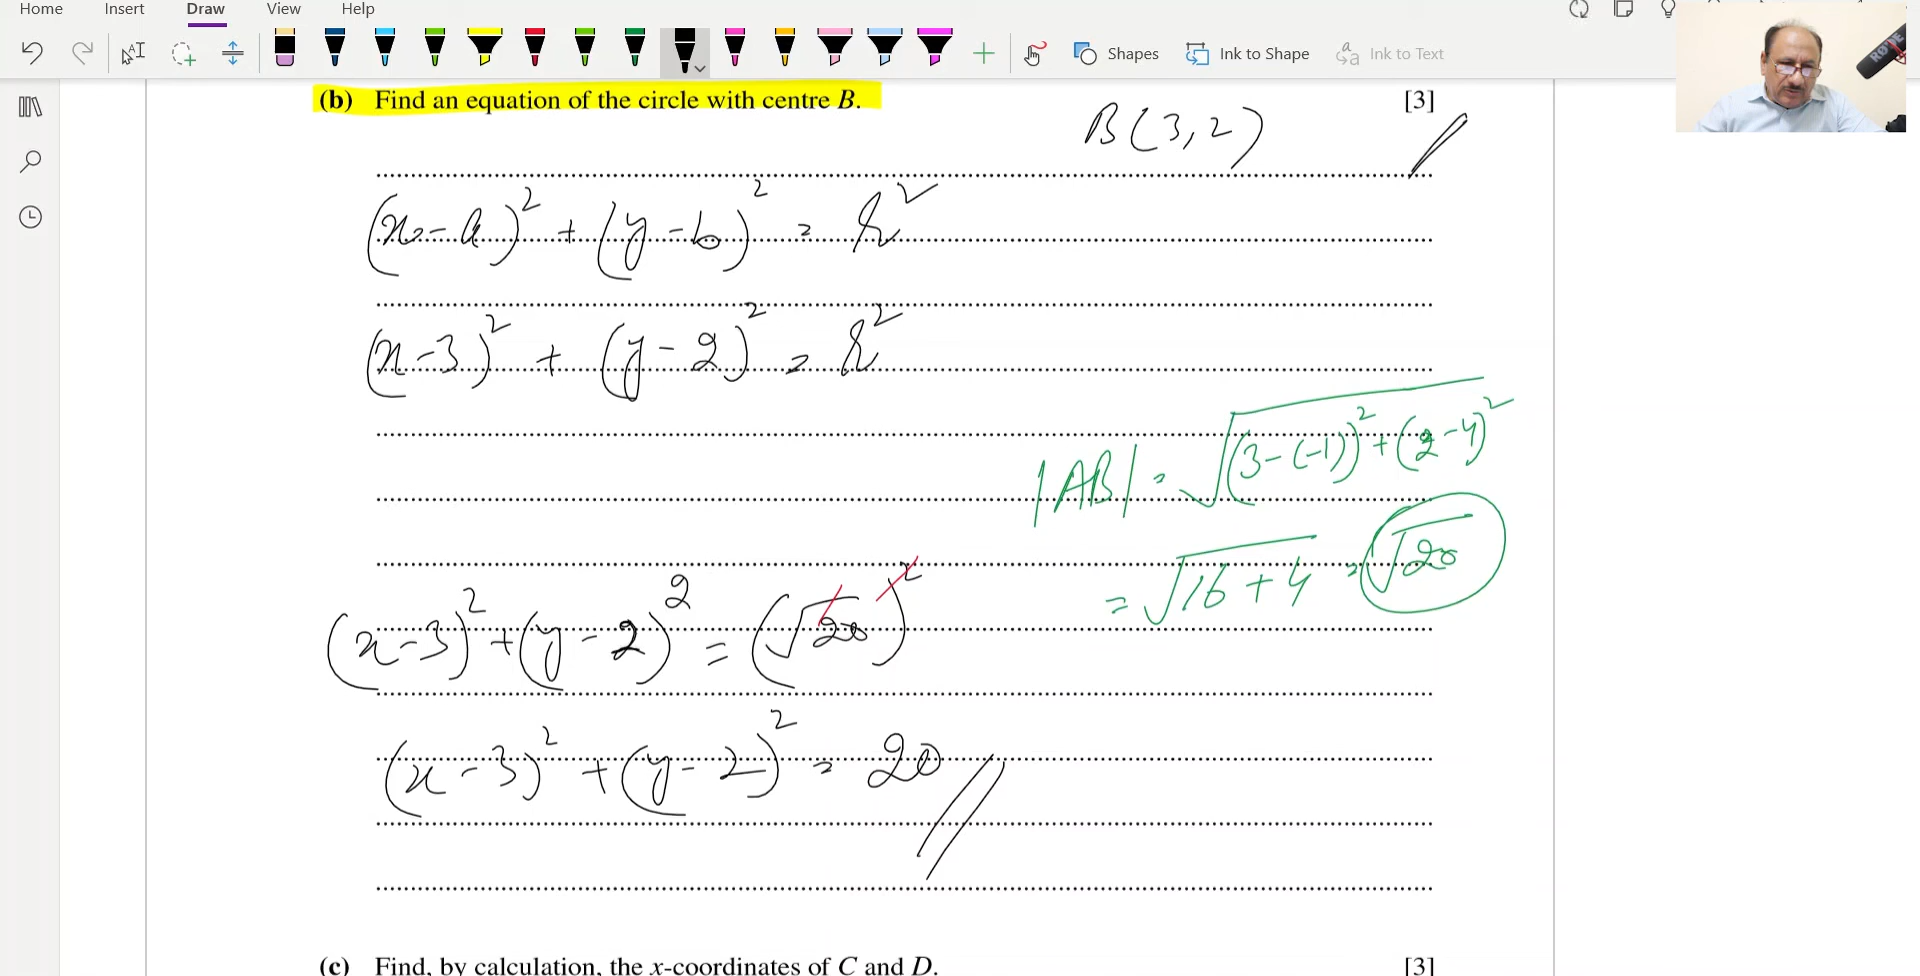 Home Insert Draw View Help
Shapes Ink to Shape Ink to Text
RØDE
(b) Find an equation of the circle with centre B. [3]
B(3,2)
(x-a)² + (y-b)² = r²
(x-3)² + (y-2)² = r²
|AB| = √(3-(-1))²+(2-4)²
= √16+4 = √20
(x-3)²+(y-2)² = (√20)²
(x-3)²+(y-2)² = 20
(c) Find, by calculation, the x-coordinates of C and D. [3]